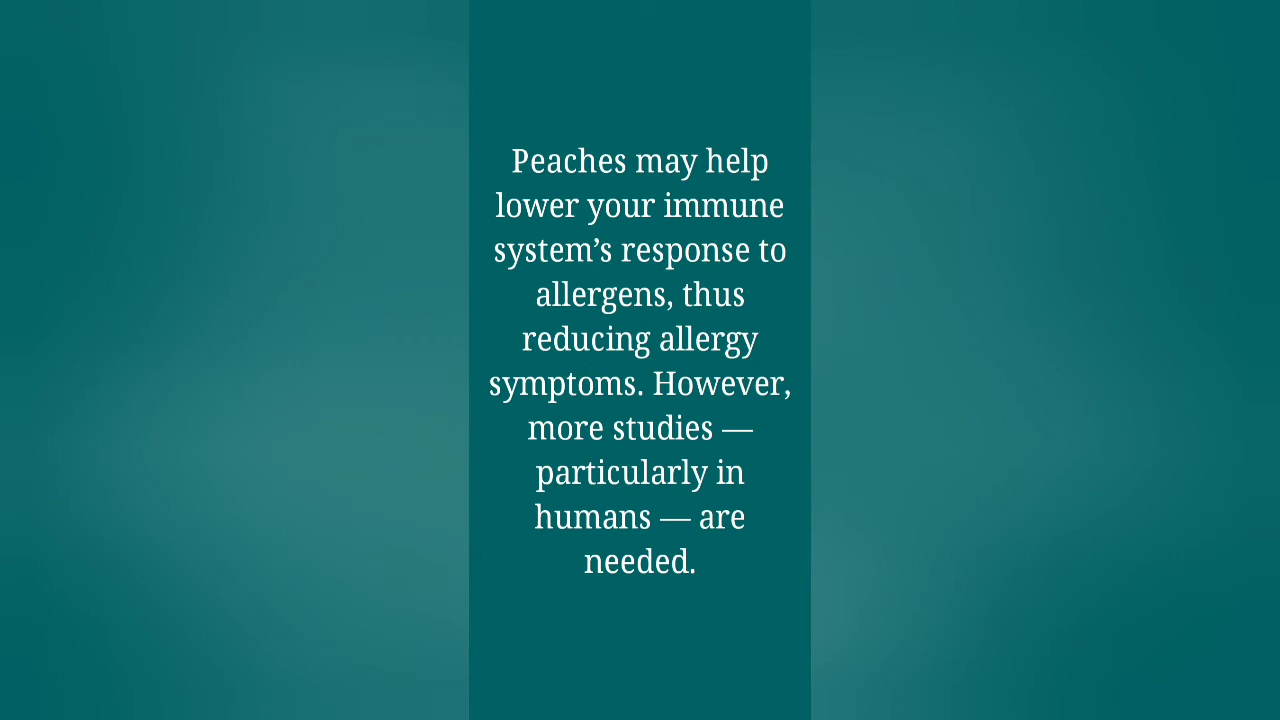 Peaches may help
lower your immune
system’s response to
allergens, thus
reducing allergy
symptoms. However,
more studies —
particularly in
humans — are
needed.